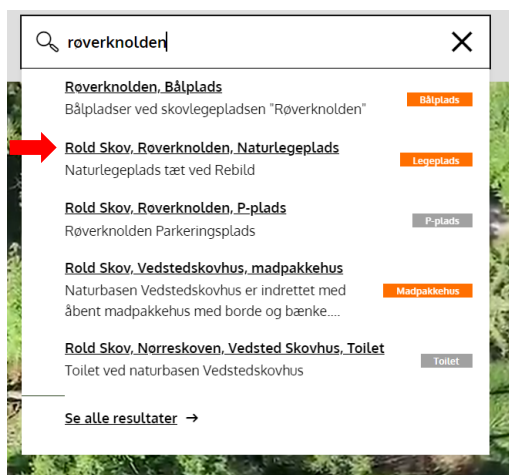 røverknolden
Røverknolden, Bålplads
Bålpladser ved skovlegepladsen "Røverknolden"
Bålplads
Rold Skov, Røverknolden, Naturlegeplads
Naturlegeplads tæt ved Rebild
Legeplads
Rold Skov, Røverknolden, P-plads
Røverknolden Parkeringsplads
P-plads
Rold Skov, Vedstedskovhus, madpakkehus
Naturbasen Vedstedskovhus er indrettet med
åbent madpakkehus med borde og bænke....
Madpakkehus
Rold Skov, Nørreskoven, Vedsted Skovhus, Toilet
Toilet ved naturbasen Vedstedskovhus
Toilet
Se alle resultater →